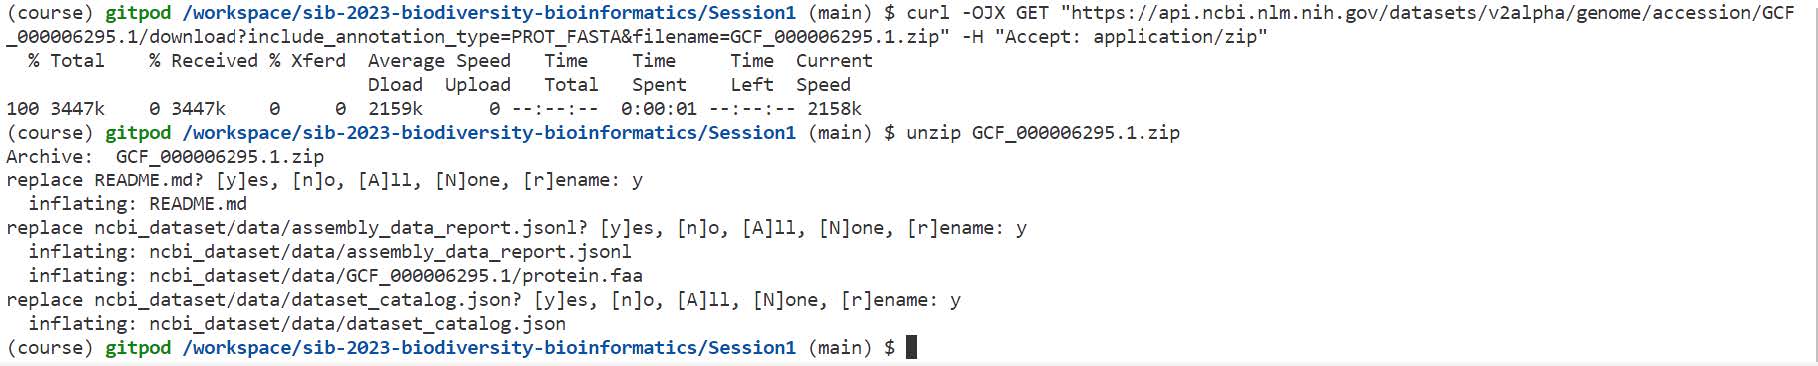 (course) gitpod /workspace/sib-2023-biodiversity-bioinformatics/Session1 (main) $ curl -OJX GET "https://api.ncbi.nlm.nih.gov/datasets/v2alpha/genome/accession/GCF
_000006295.1/download?include_annotation_type=PROT_FASTA&filename=GCF_000006295.1.zip" -H "Accept: application/zip"
  % Total    % Received % Xferd  Average Speed   Time    Time     Time  Current
                                 Dload  Upload   Total   Spent    Left  Speed
100 3447k    0 3447k    0     0  2159k      0 --:--:--  0:00:01 --:--:-- 2158k
(course) gitpod /workspace/sib-2023-biodiversity-bioinformatics/Session1 (main) $ unzip GCF_000006295.1.zip
Archive:  GCF_000006295.1.zip
replace README.md? [y]es, [n]o, [A]ll, [N]one, [r]ename: y
  inflating: README.md
replace ncbi_dataset/data/assembly_data_report.jsonl? [y]es, [n]o, [A]ll, [N]one, [r]ename: y
  inflating: ncbi_dataset/data/assembly_data_report.jsonl
  inflating: ncbi_dataset/data/GCF_000006295.1/protein.faa
replace ncbi_dataset/data/dataset_catalog.json? [y]es, [n]o, [A]ll, [N]one, [r]ename: y
  inflating: ncbi_dataset/data/dataset_catalog.json
(course) gitpod /workspace/sib-2023-biodiversity-bioinformatics/Session1 (main) $